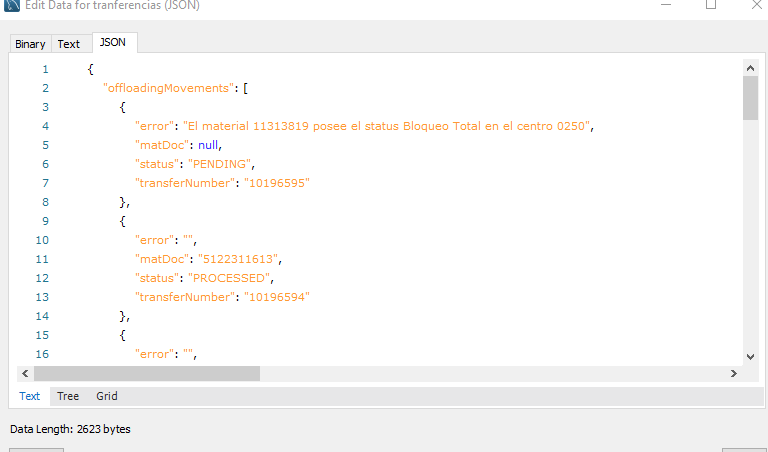 Edit Data for tranferencias (JSON)
Binary Text JSON
1 {
2 "offloadingMovements": [
3 {
4 "error": "El material 11313819 posee el status Bloqueo Total en el centro 0250",
5 "matDoc": null,
6 "status": "PENDING",
7 "transferNumber": "10196595"
8 },
9 {
10 "error": "",
11 "matDoc": "5122311613",
12 "status": "PROCESSED",
13 "transferNumber": "10196594"
14 },
15 {
16 "error": "",
Text Tree Grid
Data Length: 2623 bytes